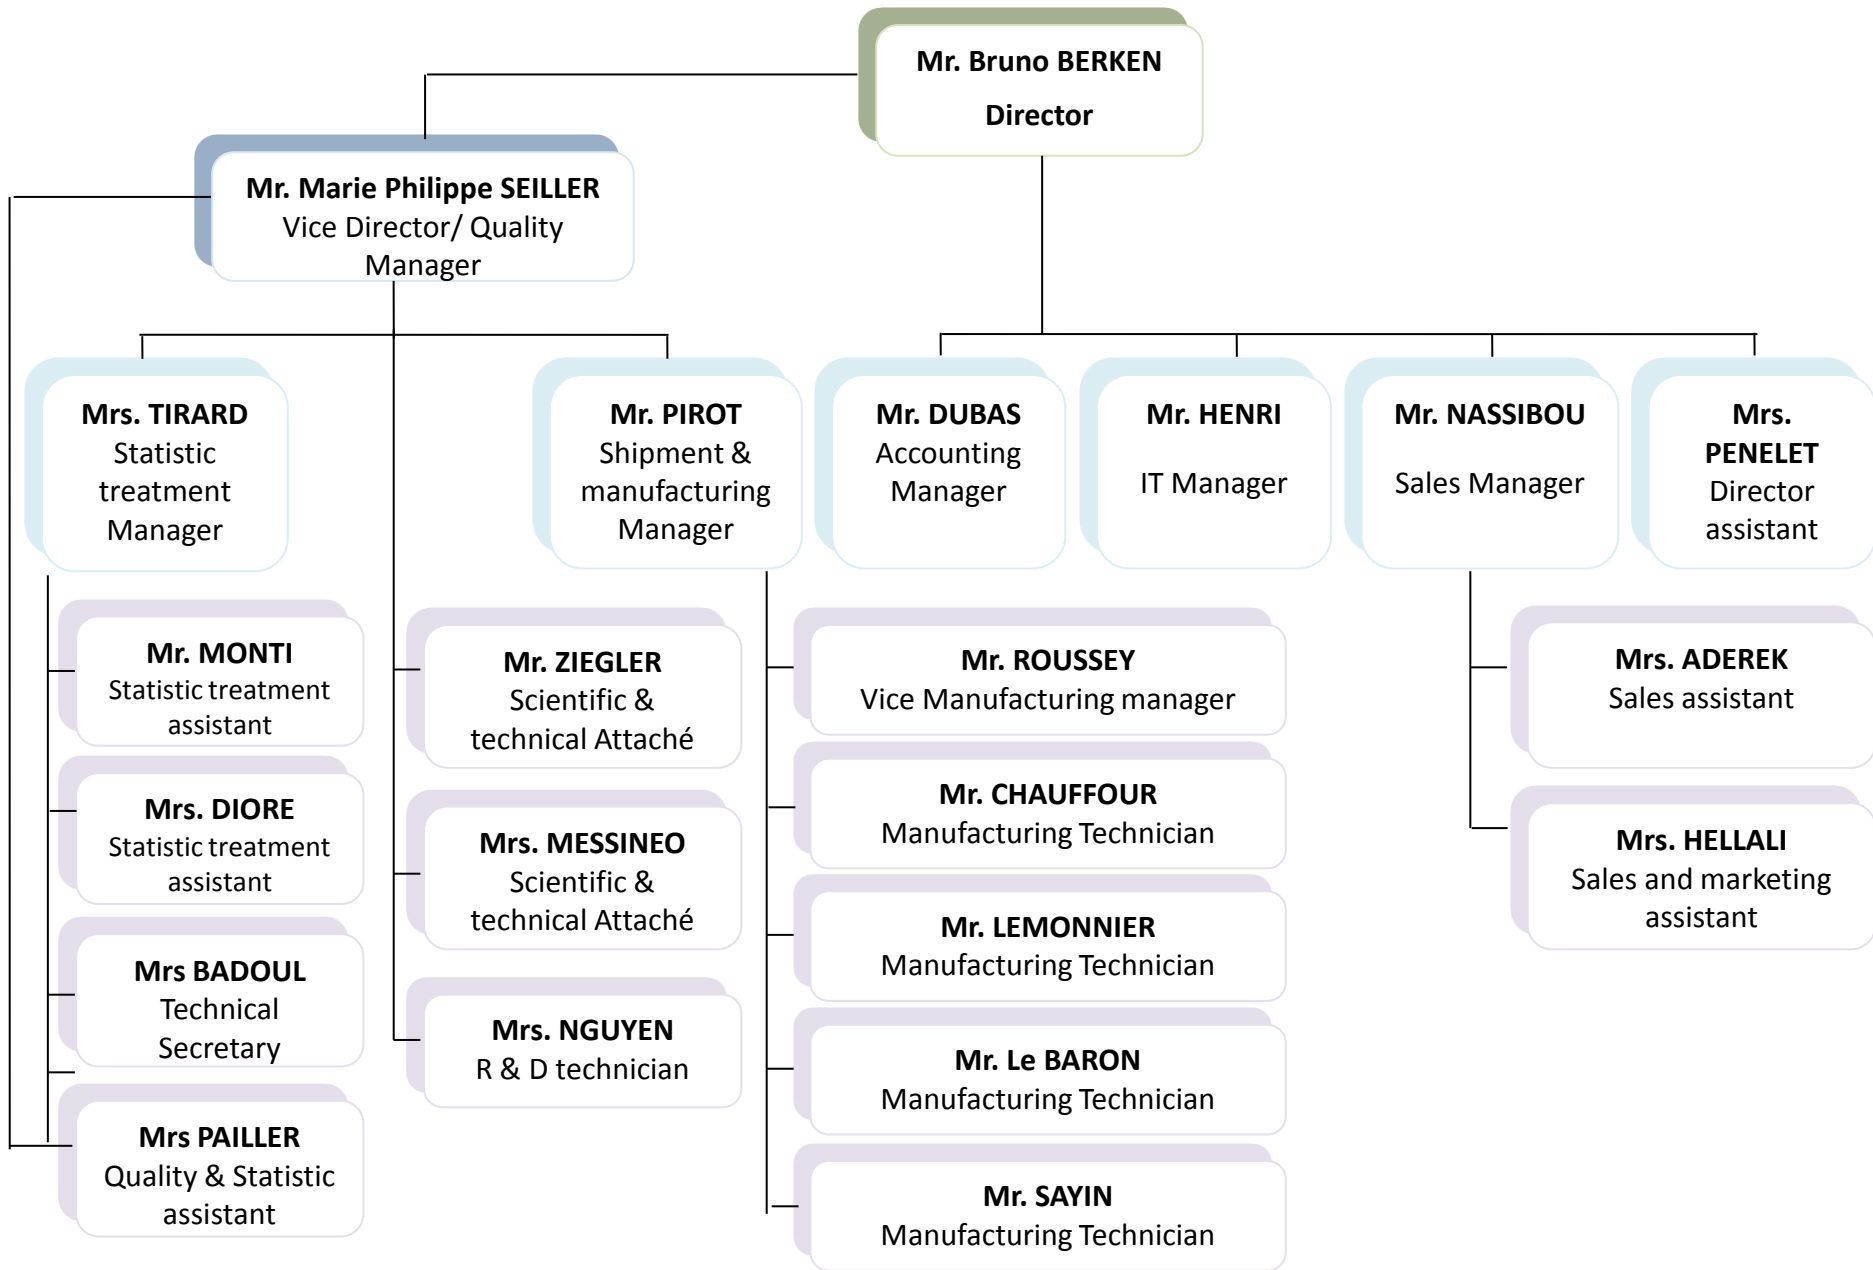 Mr. Bruno BERKEN
Director
Mr. Marie Philippe SEILLER
Vice Director/ Quality
Manager
Mrs. TIRARD
Statistic
treatment
Manager
Mr. PIROT
Shipment &
manufacturing
Manager
Mr. DUBAS
Accounting
Manager
Mr. HENRI
IT Manager
Mr. NASSIBOU
Sales Manager
Mrs.
PENELET
Director
assistant
Mr. MONTI
Statistic treatment
assistant
Mrs. DIORE
Statistic treatment
assistant
Mrs BADOUL
Technical
Secretary
Mrs PAILLER
Quality & Statistic
assistant
Mr. ZIEGLER
Scientific &
technical Attaché
Mrs. MESSINEO
Scientific &
technical Attaché
Mrs. NGUYEN
R & D technician
Mr. ROUSSEY
Vice Manufacturing manager
Mr. CHAUFFOUR
Manufacturing Technician
Mr. LEMONNIER
Manufacturing Technician
Mr. Le BARON
Manufacturing Technician
Mr. SAYIN
Manufacturing Technician
Mrs. ADEREK
Sales assistant
Mrs. HELLALI
Sales and marketing
assistant